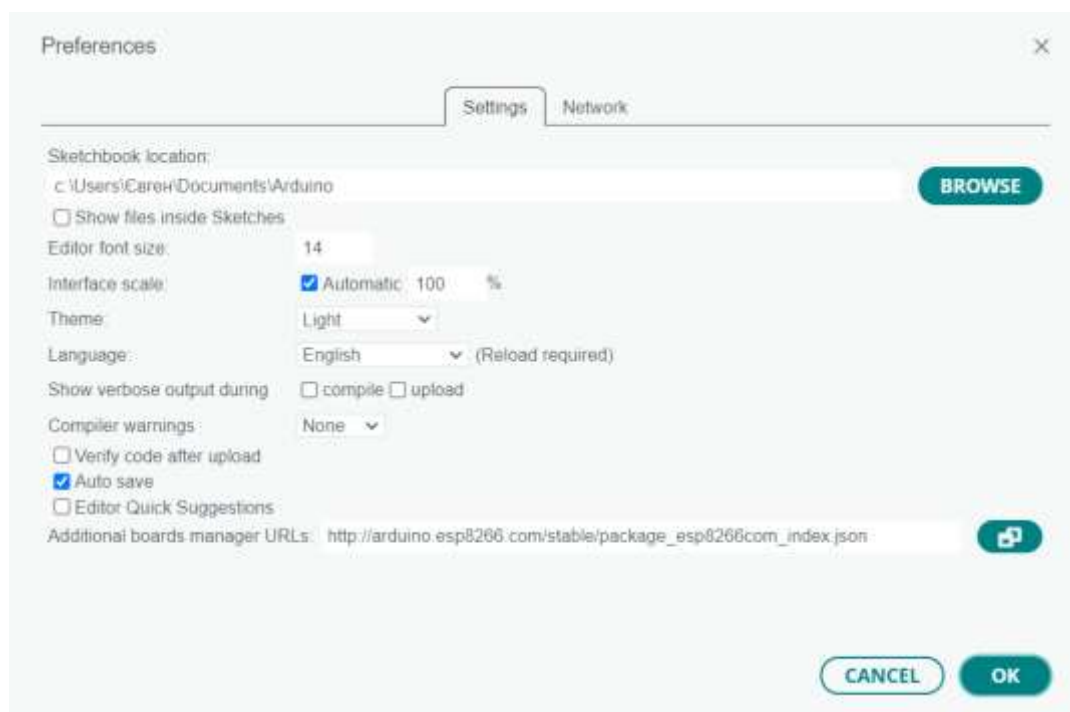 Preferences
Settings Network
Sketchbook location:
c:\Users\Євген\Documents\Arduino
BROWSE
Show files inside Sketches
Editor font size: 14
Interface scale: Automatic 100 %
Theme: Light
Language: English (Reload required)
Show verbose output during compile upload
Compiler warnings None
Verify code after upload
Auto save
Editor Quick Suggestions
Additional boards manager URLs: http://arduino.esp8266.com/stable/package_esp8266com_index.json
CANCEL OK